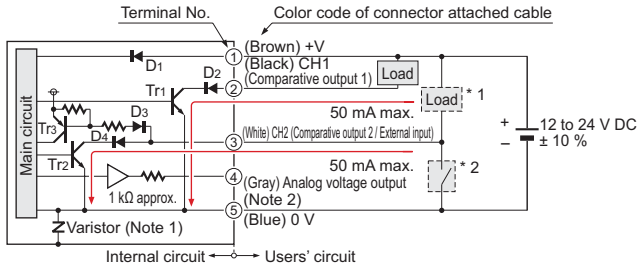 Terminal No.
Color code of connector attached cable
1
(Brown) +V
(Black) CH1
(Comparative output 1)
D1
D2
2
Load
Tr1
Load
* 1
50 mA max.
Main circuit
Tr3
D3
D4
3
(White) CH2 (Comparative output 2 / External input)
+
–
12 to 24 V DC
± 10 %
Tr2
50 mA max.
* 2
4
(Gray) Analog voltage output
(Note 2)
1 kΩ approx.
5
(Blue) 0 V
Z
Varistor (Note 1)
Internal circuit
Users' circuit